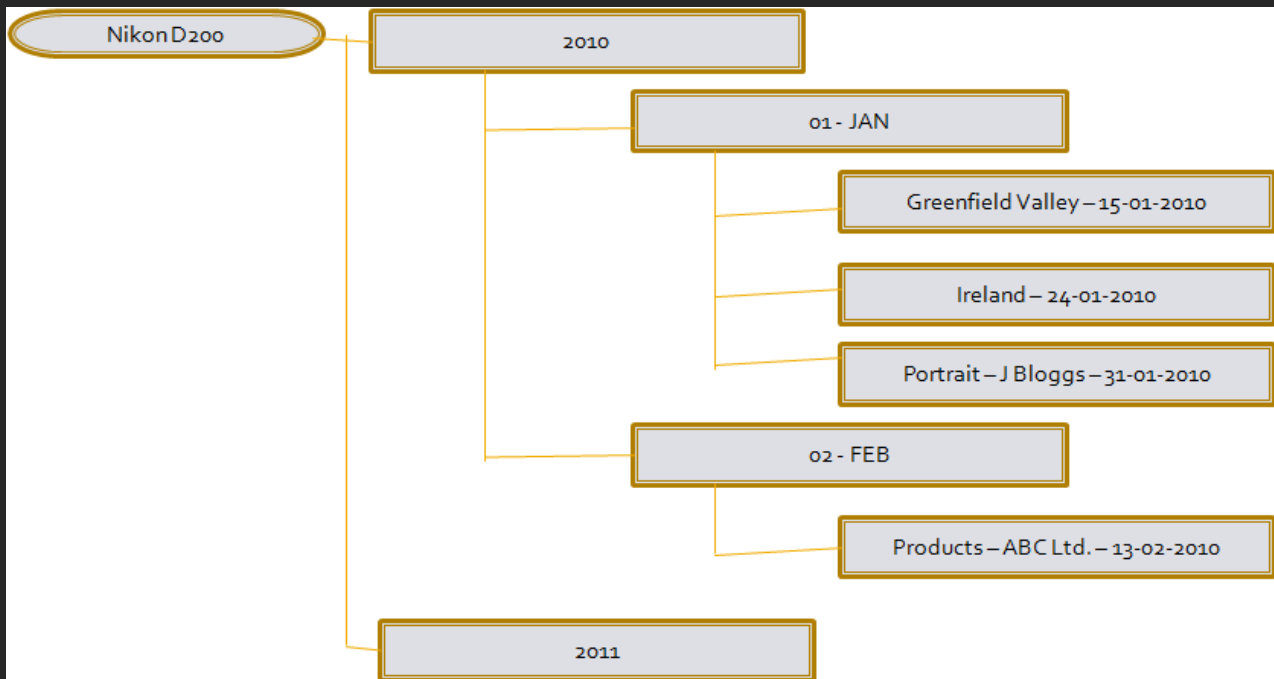 Nikon D200
2010
01 - JAN
Greenfield Valley – 15-01-2010
Ireland – 24-01-2010
Portrait – J Bloggs – 31-01-2010
02 - FEB
Products – ABC Ltd. – 13-02-2010
2011